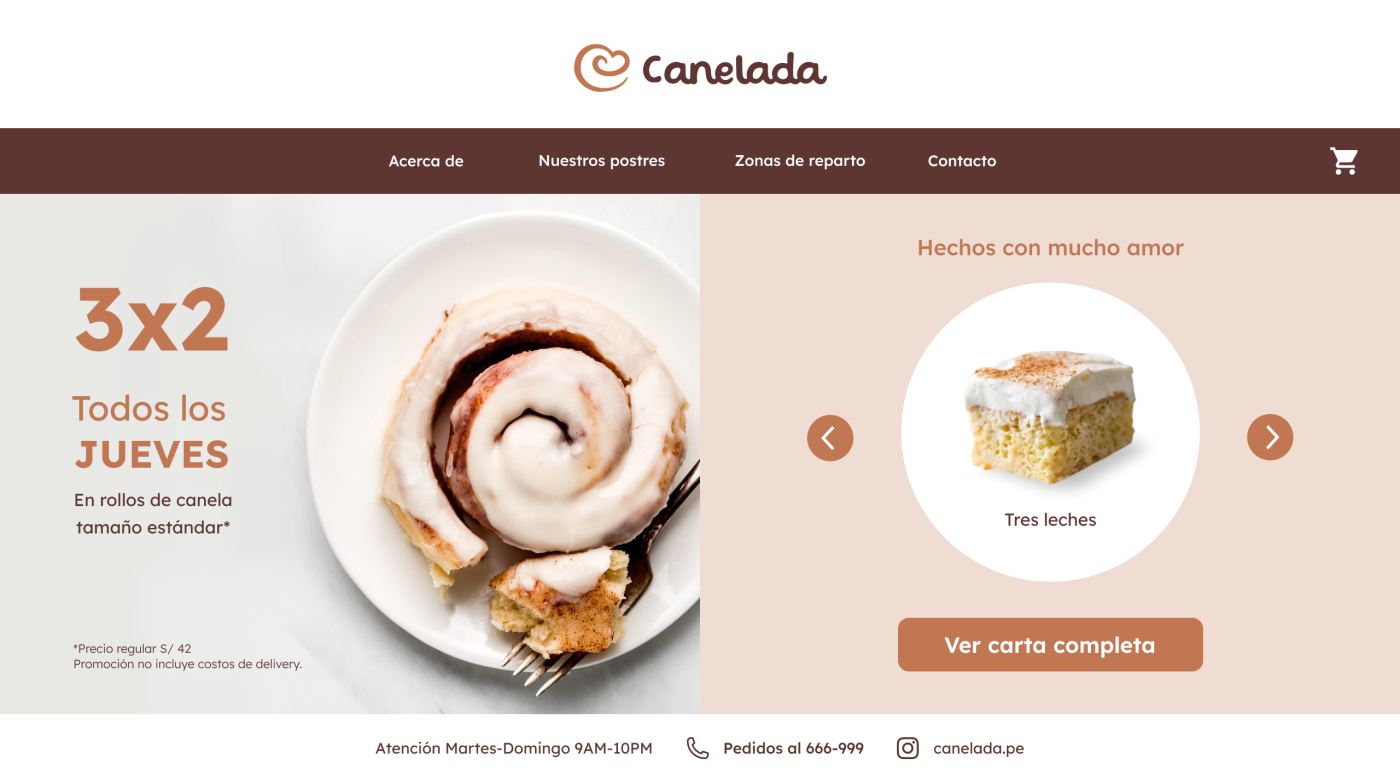 Canelada
Acerca de
Nuestros postres
Zonas de reparto
Contacto
3x2
Todos los
JUEVES
En rollos de canela
tamaño estándar*
*Precio regular S/ 42
Promoción no incluye costos de delivery.
Hechos con mucho amor
Tres leches
Ver carta completa
Atención Martes-Domingo 9AM-10PM
Pedidos al 666-999
canelada.pe